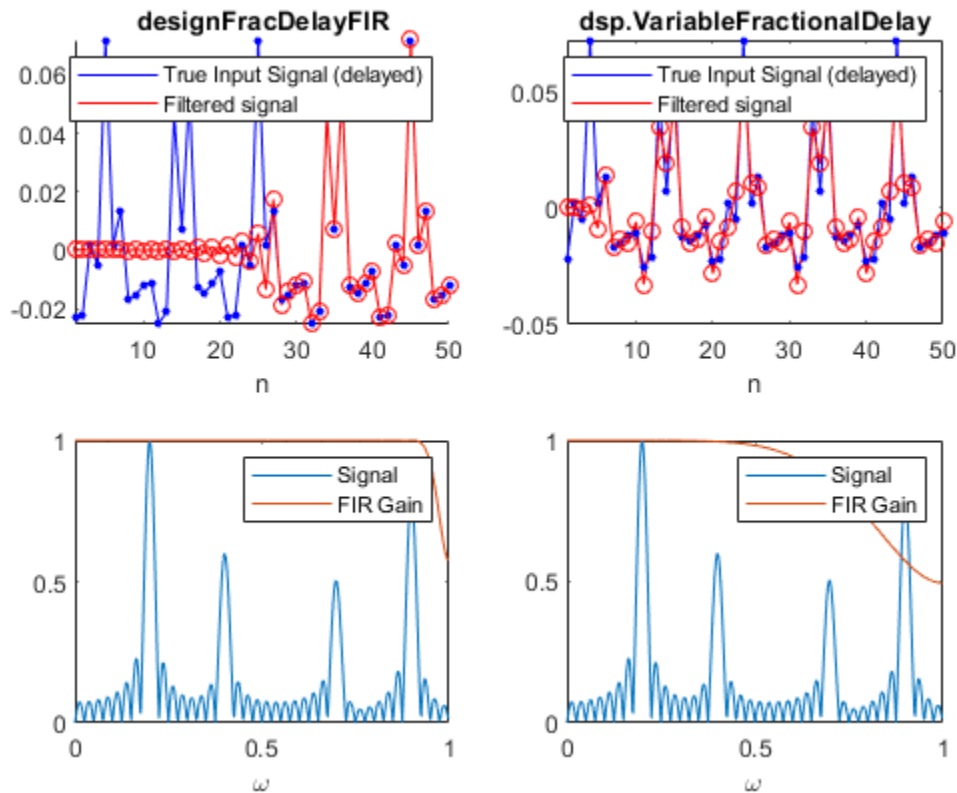 designFracDelayFIR
0.06
0.04
0.02
0
-0.02
True Input Signal (delayed)
Filtered signal
10 20 30 40 50
n
dsp.VariableFractionalDelay
0.05
0
-0.05
True Input Signal (delayed)
Filtered signal
10 20 30 40 50
n
1
0.5
0
Signal
FIR Gain
0 0.5 1
ω
1
0.5
0
Signal
FIR Gain
0 0.5 1
ω